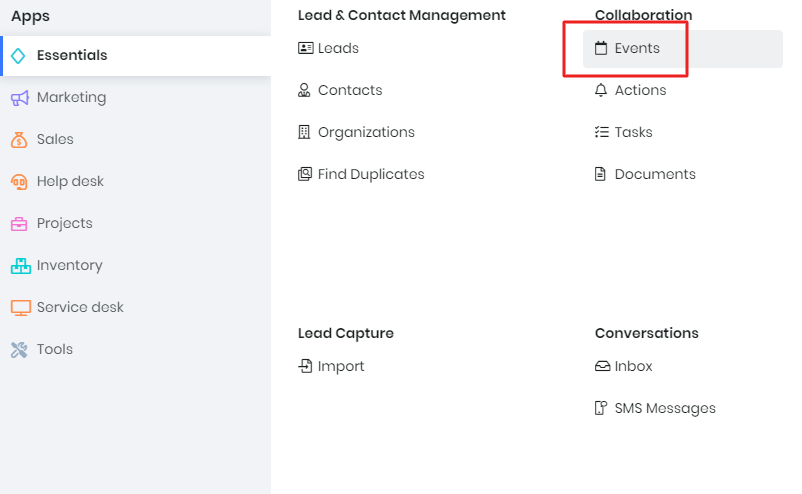 Apps
Essentials
Marketing
Sales
Help desk
Projects
Inventory
Service desk
Tools
Lead & Contact Management
Leads
Contacts
Organizations
Find Duplicates
Collaboration
Events
Actions
Tasks
Documents
Lead Capture
Import
Conversations
Inbox
SMS Messages